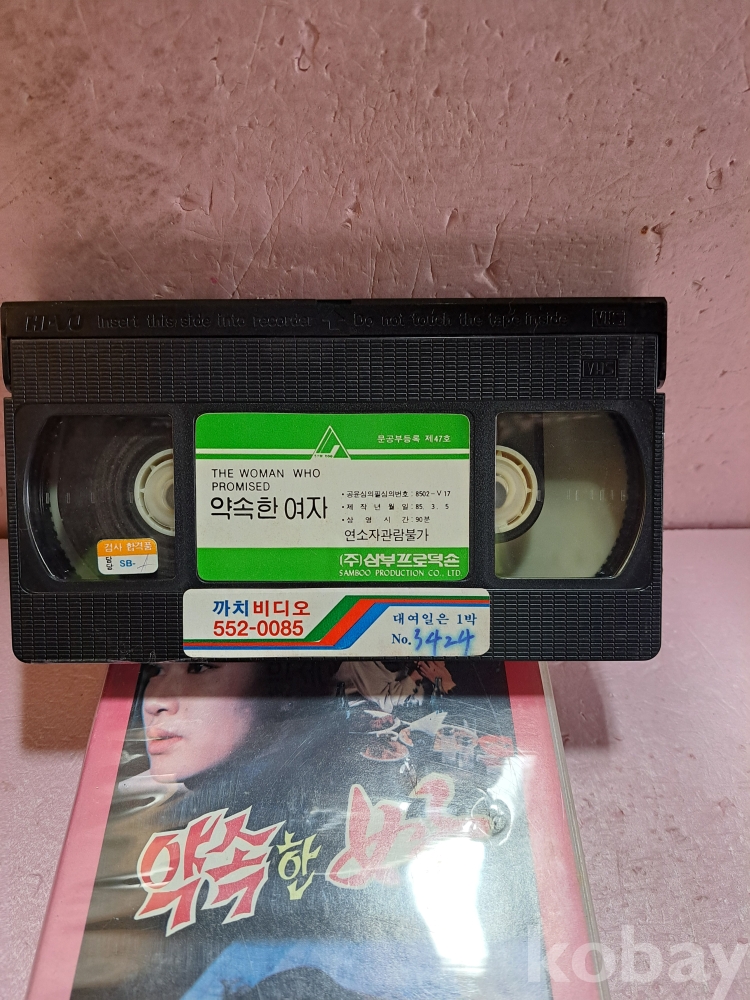 Insert this side into recorder
Do not touch the tape inside
VHS
VHS
문공부등록 제47호
THE WOMAN WHO
PROMISED
약속한 여자
• 공윤심의필심의번호 : 8502-V17
• 제작년월일 : 85. 3. 5
• 상영시간 : 90분
연소자관람불가
(주)삼부프로덕숀
SAMBOO PRODUCTION CO., LTD.
검사 합격품
담당 SB-
까치비디오
552-0085
대여일은 1박
No. 3424
약속한
kobay